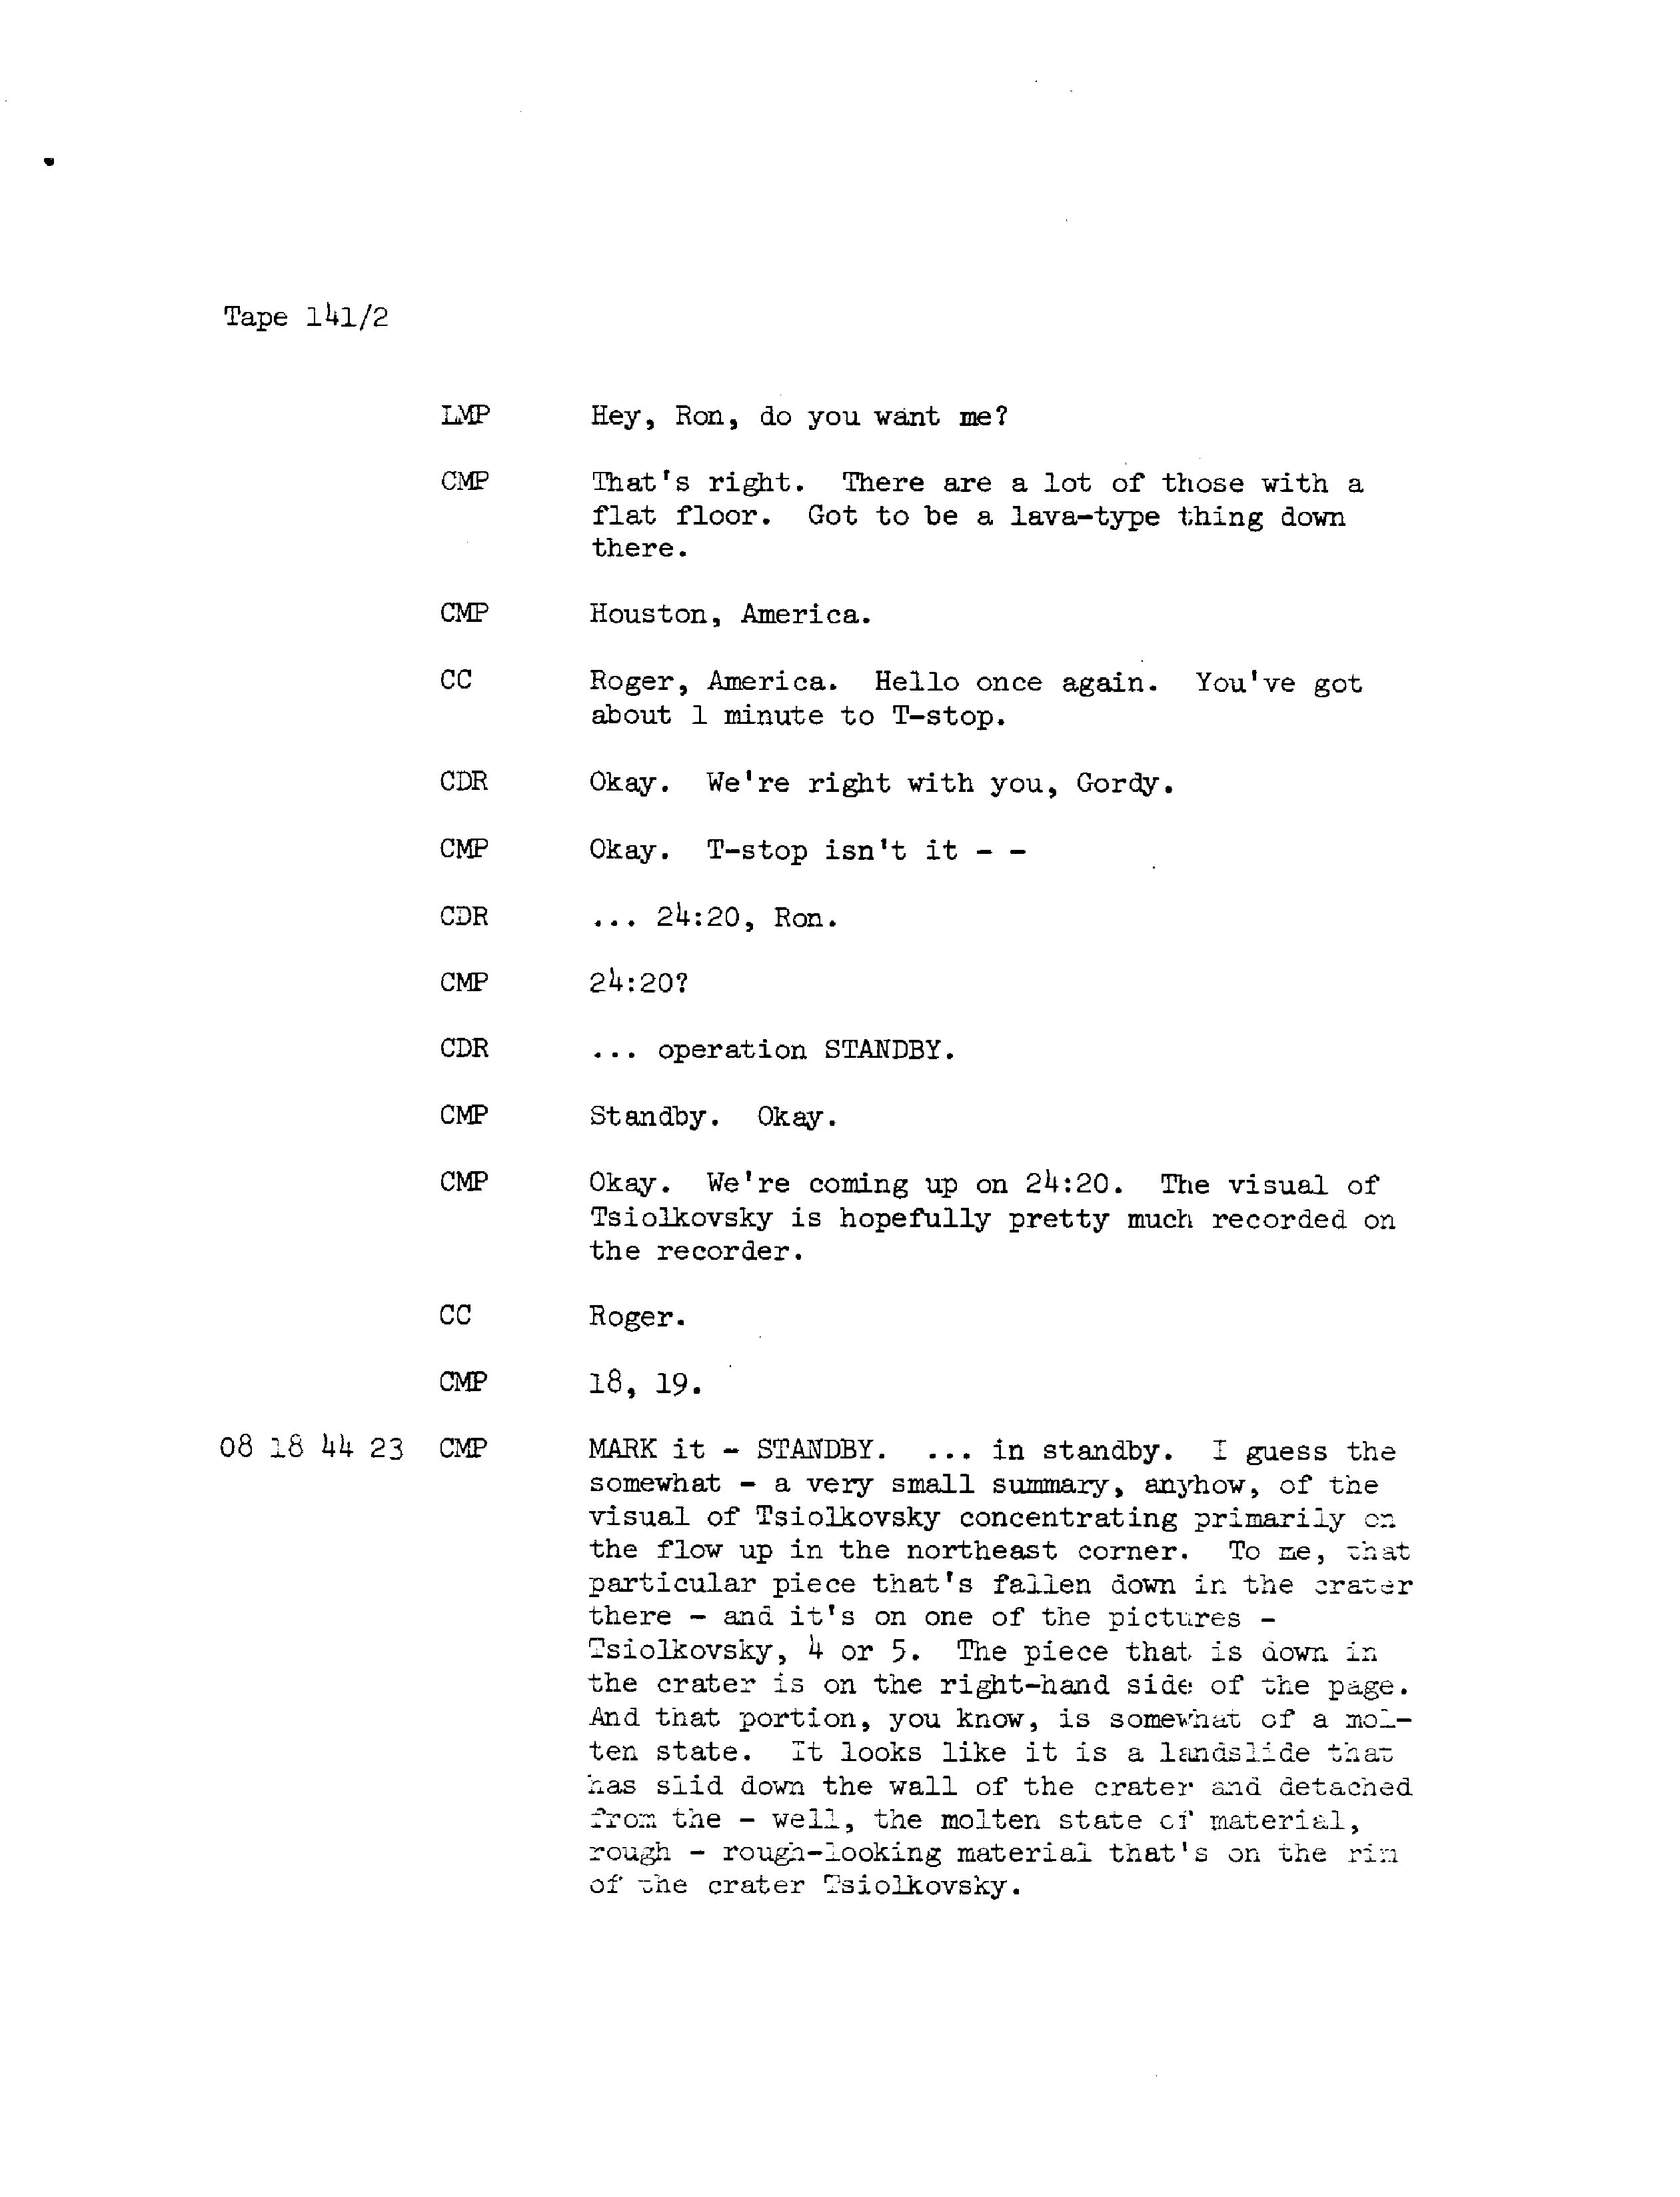 Tape 141/2
LMP Hey, Ron, do you want me?
CMP That's right. There are a lot of those with a
flat floor. Got to be a lava-type thing down
there.
CMP Houston, America.
CC Roger, America. Hello once again. You've got
about 1 minute to T-stop.
CDR Okay. We're right with you, Gordy.
CMP Okay. T-stop isn't it - -
CDR ... 24:20, Ron.
CMP 24:20?
CDR ... operation STANDBY.
CMP Standby. Okay.
CMP Okay. We're coming up on 24:20. The visual of
Tsiolkovsky is hopefully pretty much recorded on
the recorder.
CC Roger.
CMP 18, 19.
08 18 44 23 CMP MARK it - STANDBY. ... in standby. I guess the
somewhat - a very small summary, anyhow, of the
visual of Tsiolkovsky concentrating primarily on
the flow up in the northeast corner. To me, that
particular piece that's fallen down in the crater
there - and it's on one of the pictures -
Tsiolkovsky, 4 or 5. The piece that is down in
the crater is on the right-hand side of the page.
And that portion, you know, is somewhat of a mol-
ten state. It looks like it is a landslide that
has slid down the wall of the crater and detached
from the - well, the molten state of material,
rough - rough-looking material that's on the rim
of the crater Tsiolkovsky.